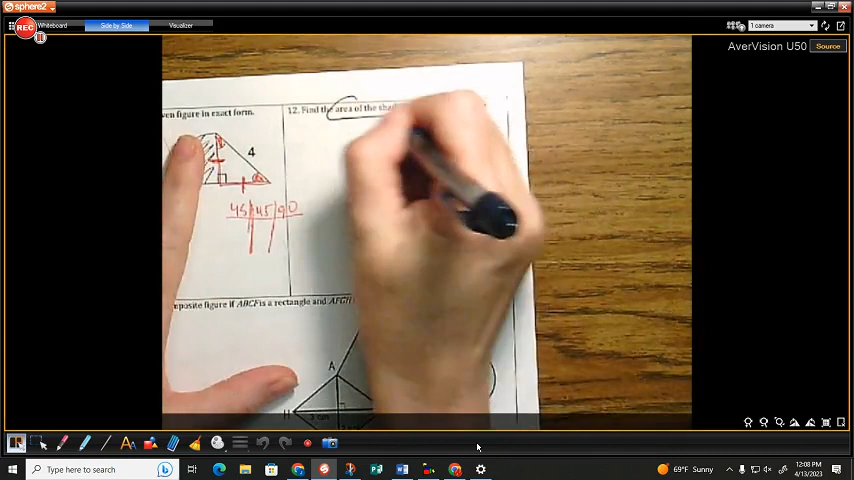 sphere2
REC
Whiteboard
Side by Side
Visualizer
1 camera
AverVision U50
Source
ven figure in exact form.
12. Find the area of the shad
4
45 45 90
mposite figure if ABCF is a rectangle and AFGH
A
H
3 cm
Type here to search
69°F Sunny
12:08 PM
4/13/2023